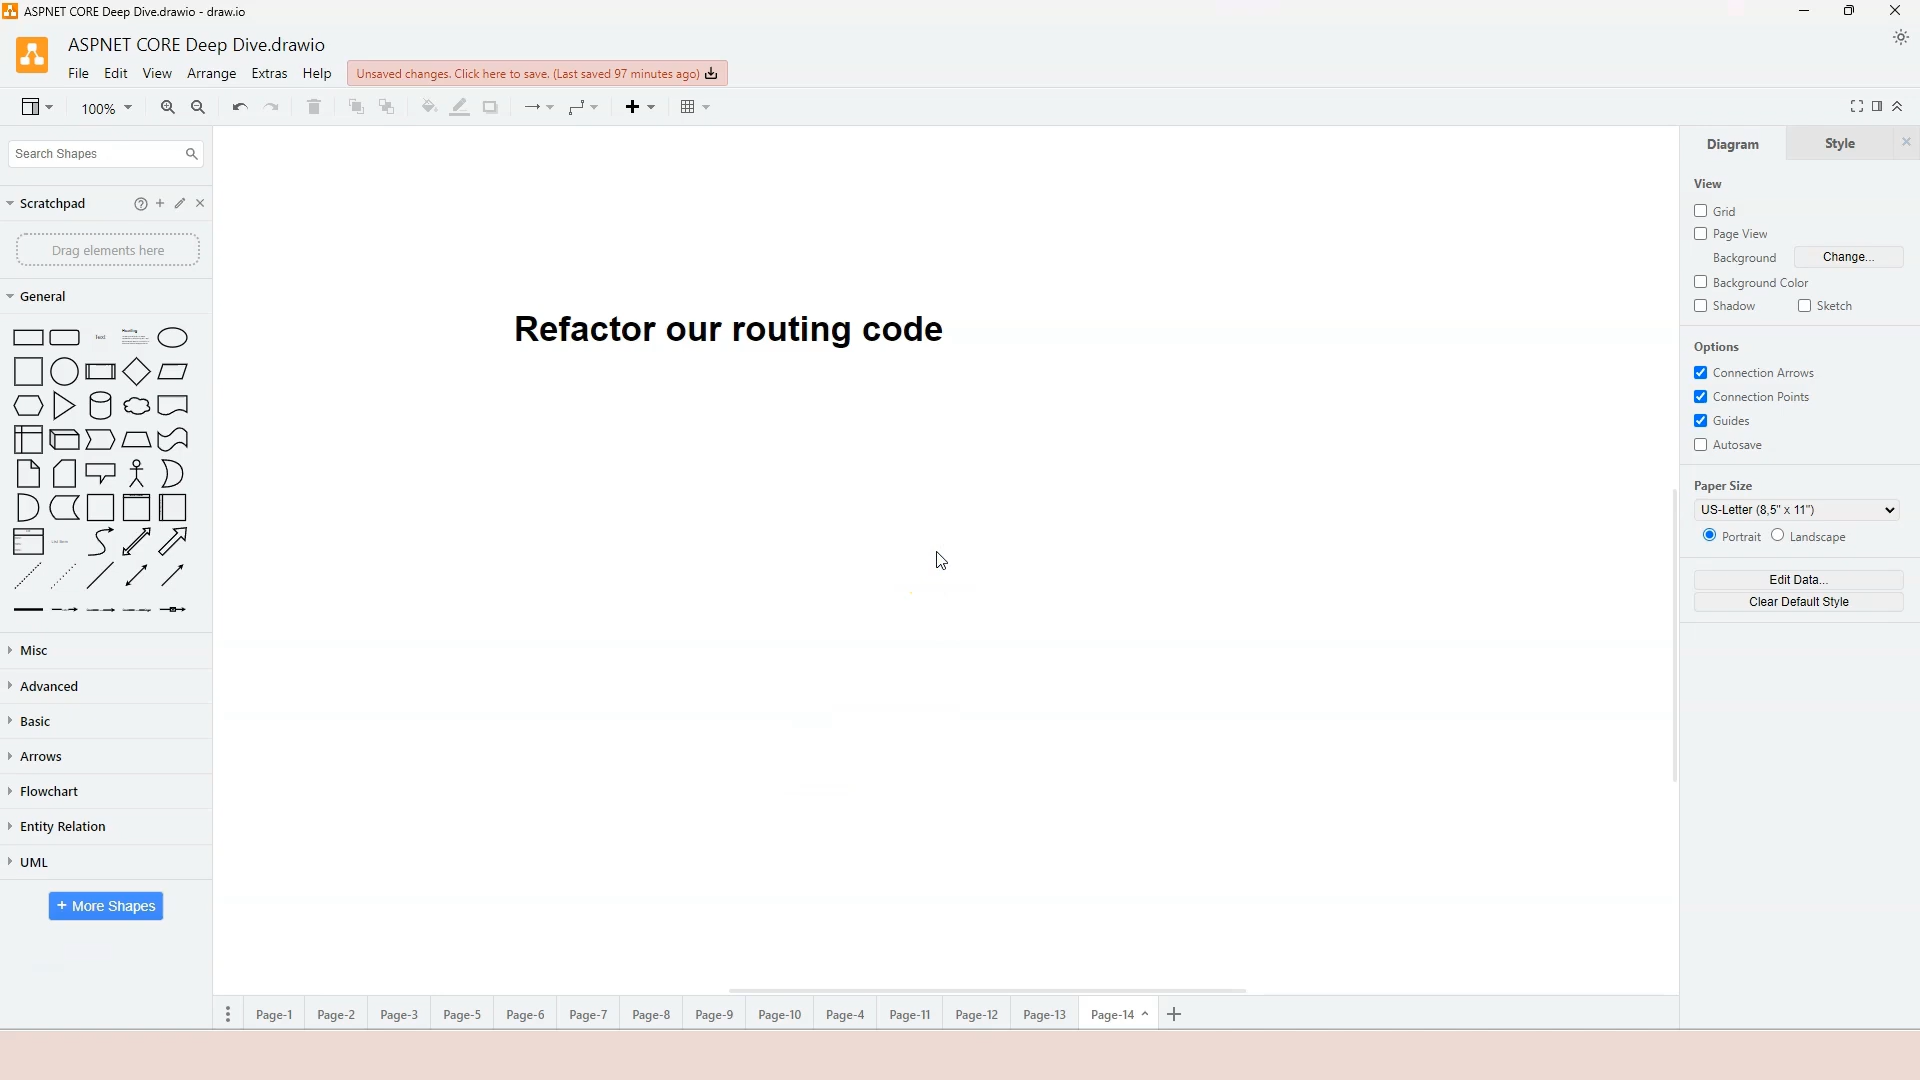 ASPNET CORE Deep Dive.drawio - draw.io
ASPNET CORE Deep Dive.drawio
File Edit View Arrange Extras Help
Unsaved changes. Click here to save. (Last saved 97 minutes ago)
100%
Search Shapes
Scratchpad
Drag elements here
General
Text
Heading
Misc
Advanced
Basic
Arrows
Flowchart
Entity Relation
UML
+ More Shapes
Refactor our routing code
Page-1 Page-2 Page-3 Page-5 Page-6 Page-7 Page-8 Page-9 Page-10 Page-4 Page-11 Page-12 Page-13 Page-14
Diagram Style
View
Grid
Page View
Background Change...
Background Color
Shadow Sketch
Options
Connection Arrows
Connection Points
Guides
Autosave
Paper Size
US-Letter (8,5" x 11")
Portrait Landscape
Edit Data...
Clear Default Style